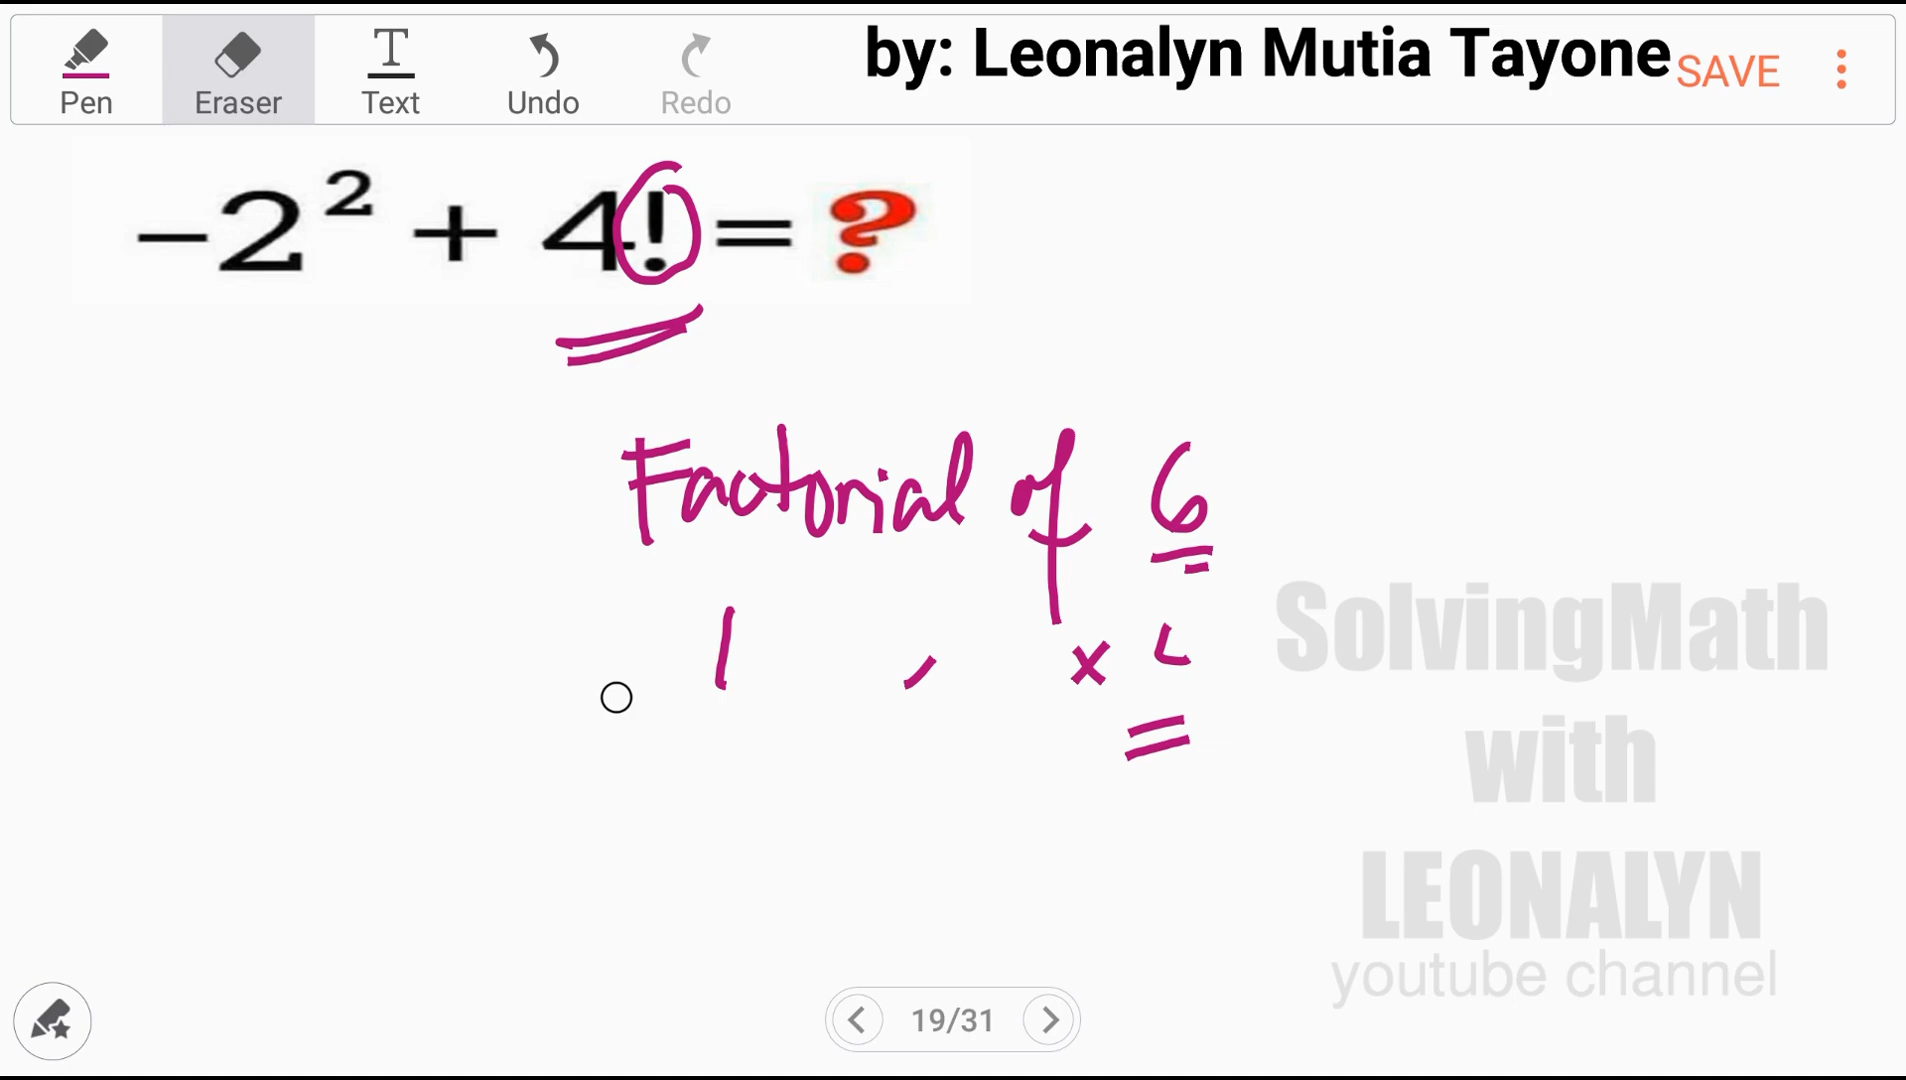 Pen Eraser Text Undo Redo by: Leonalyn Mutia Tayone SAVE
-2² + 4! = ?
Factorial of 6
1 ×
SolvingMath
with
LEONALYN
youtube channel
19/31